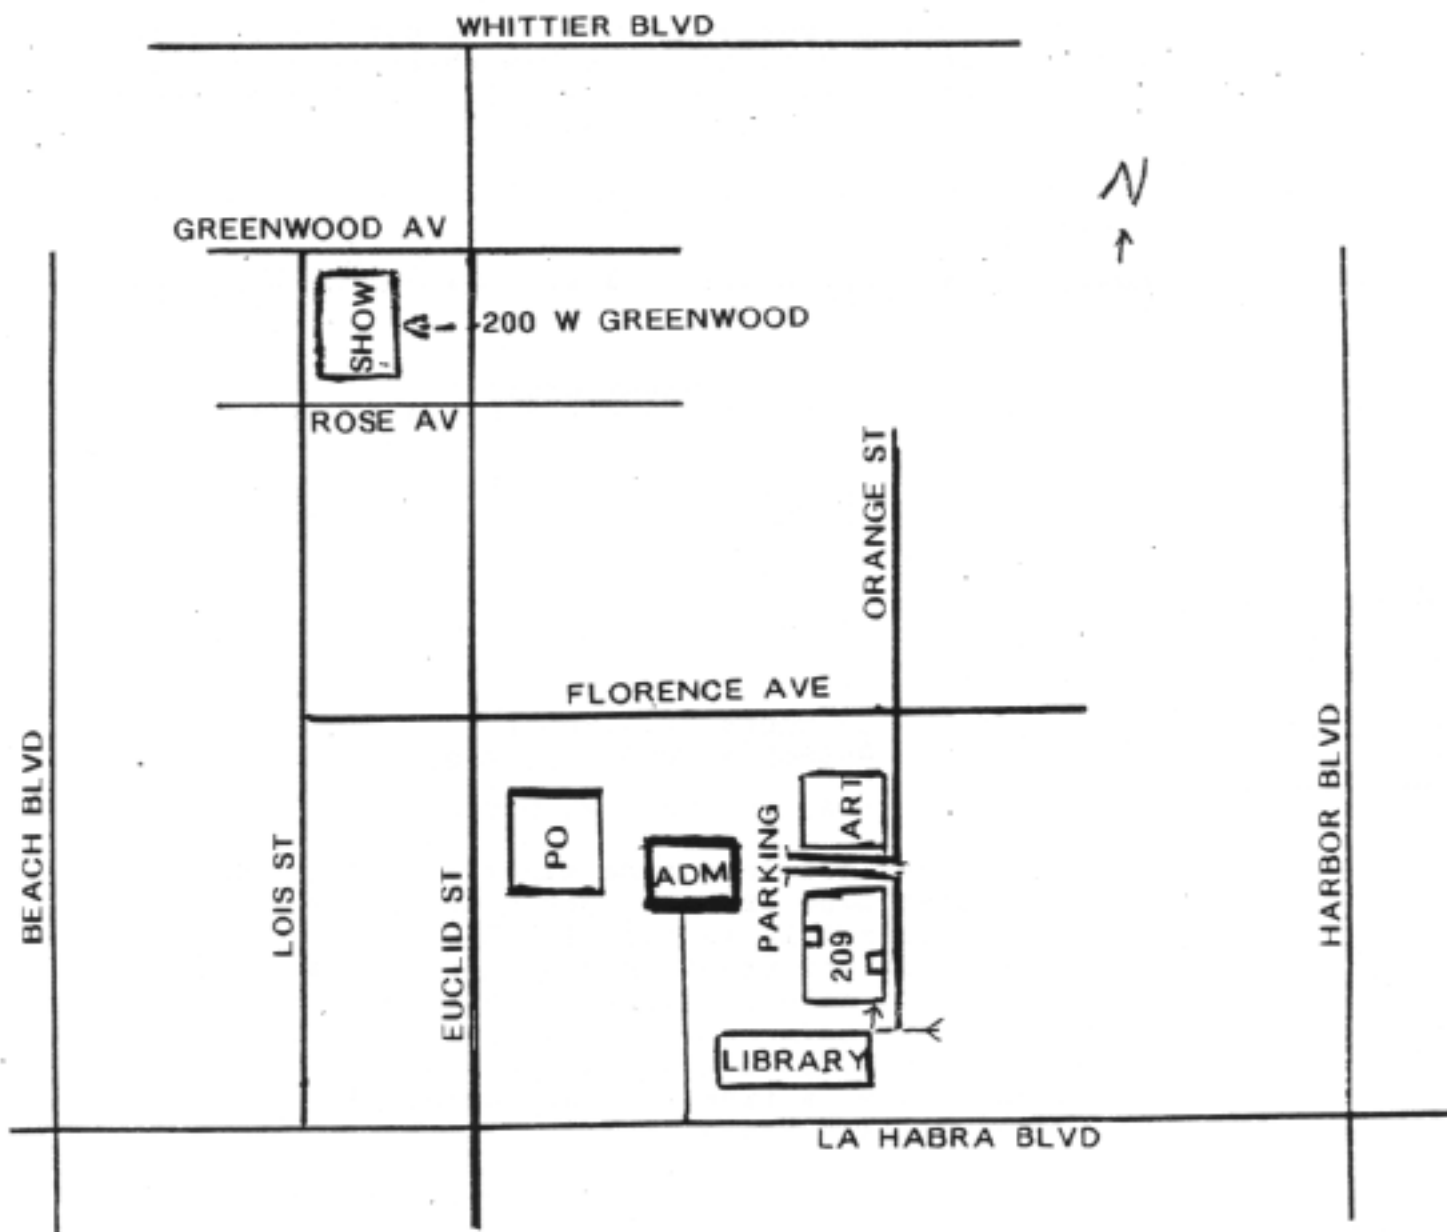 WHITTIER BLVD
N
GREENWOOD AV
SHOW
200 W GREENWOOD
ROSE AV
ORANGE ST
FLORENCE AVE
BEACH BLVD
LOIS ST
EUCLID ST
PO
ADM
PARKING
ART
209
HARBOR BLVD
LIBRARY
LA HABRA BLVD